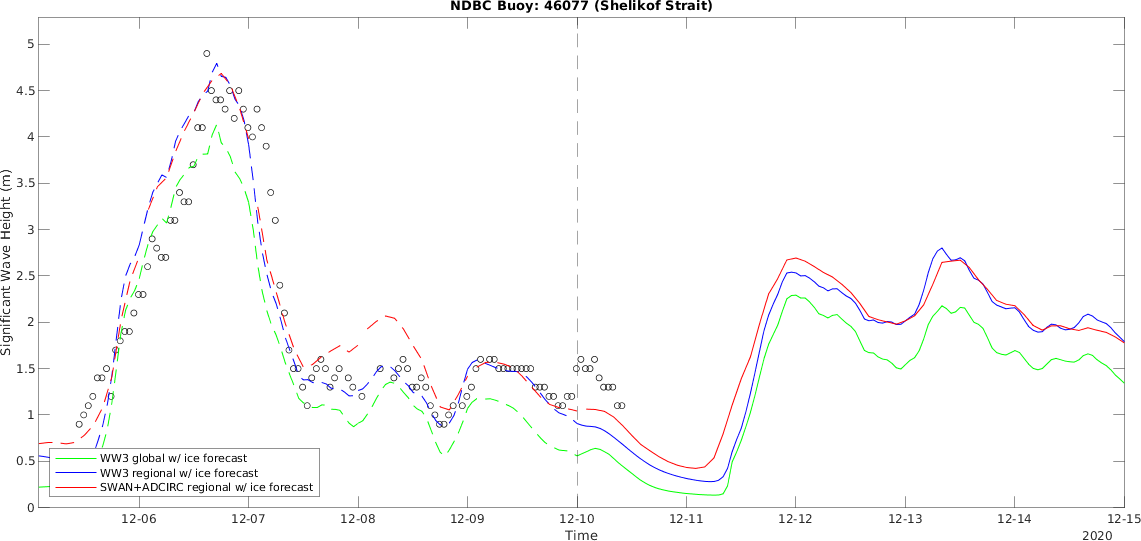 NDBC Buoy: 46077 (Shelikof Strait)
Significant Wave Height (m)
5
4.5
4
3.5
3
2.5
2
1.5
1
0.5
0
WW3 global w/ ice forecast
WW3 regional w/ ice forecast
SWAN+ADCIRC regional w/ ice forecast
12-06 12-07 12-08 12-09 12-10 12-11 12-12 12-13 12-14 12-15
Time
2020